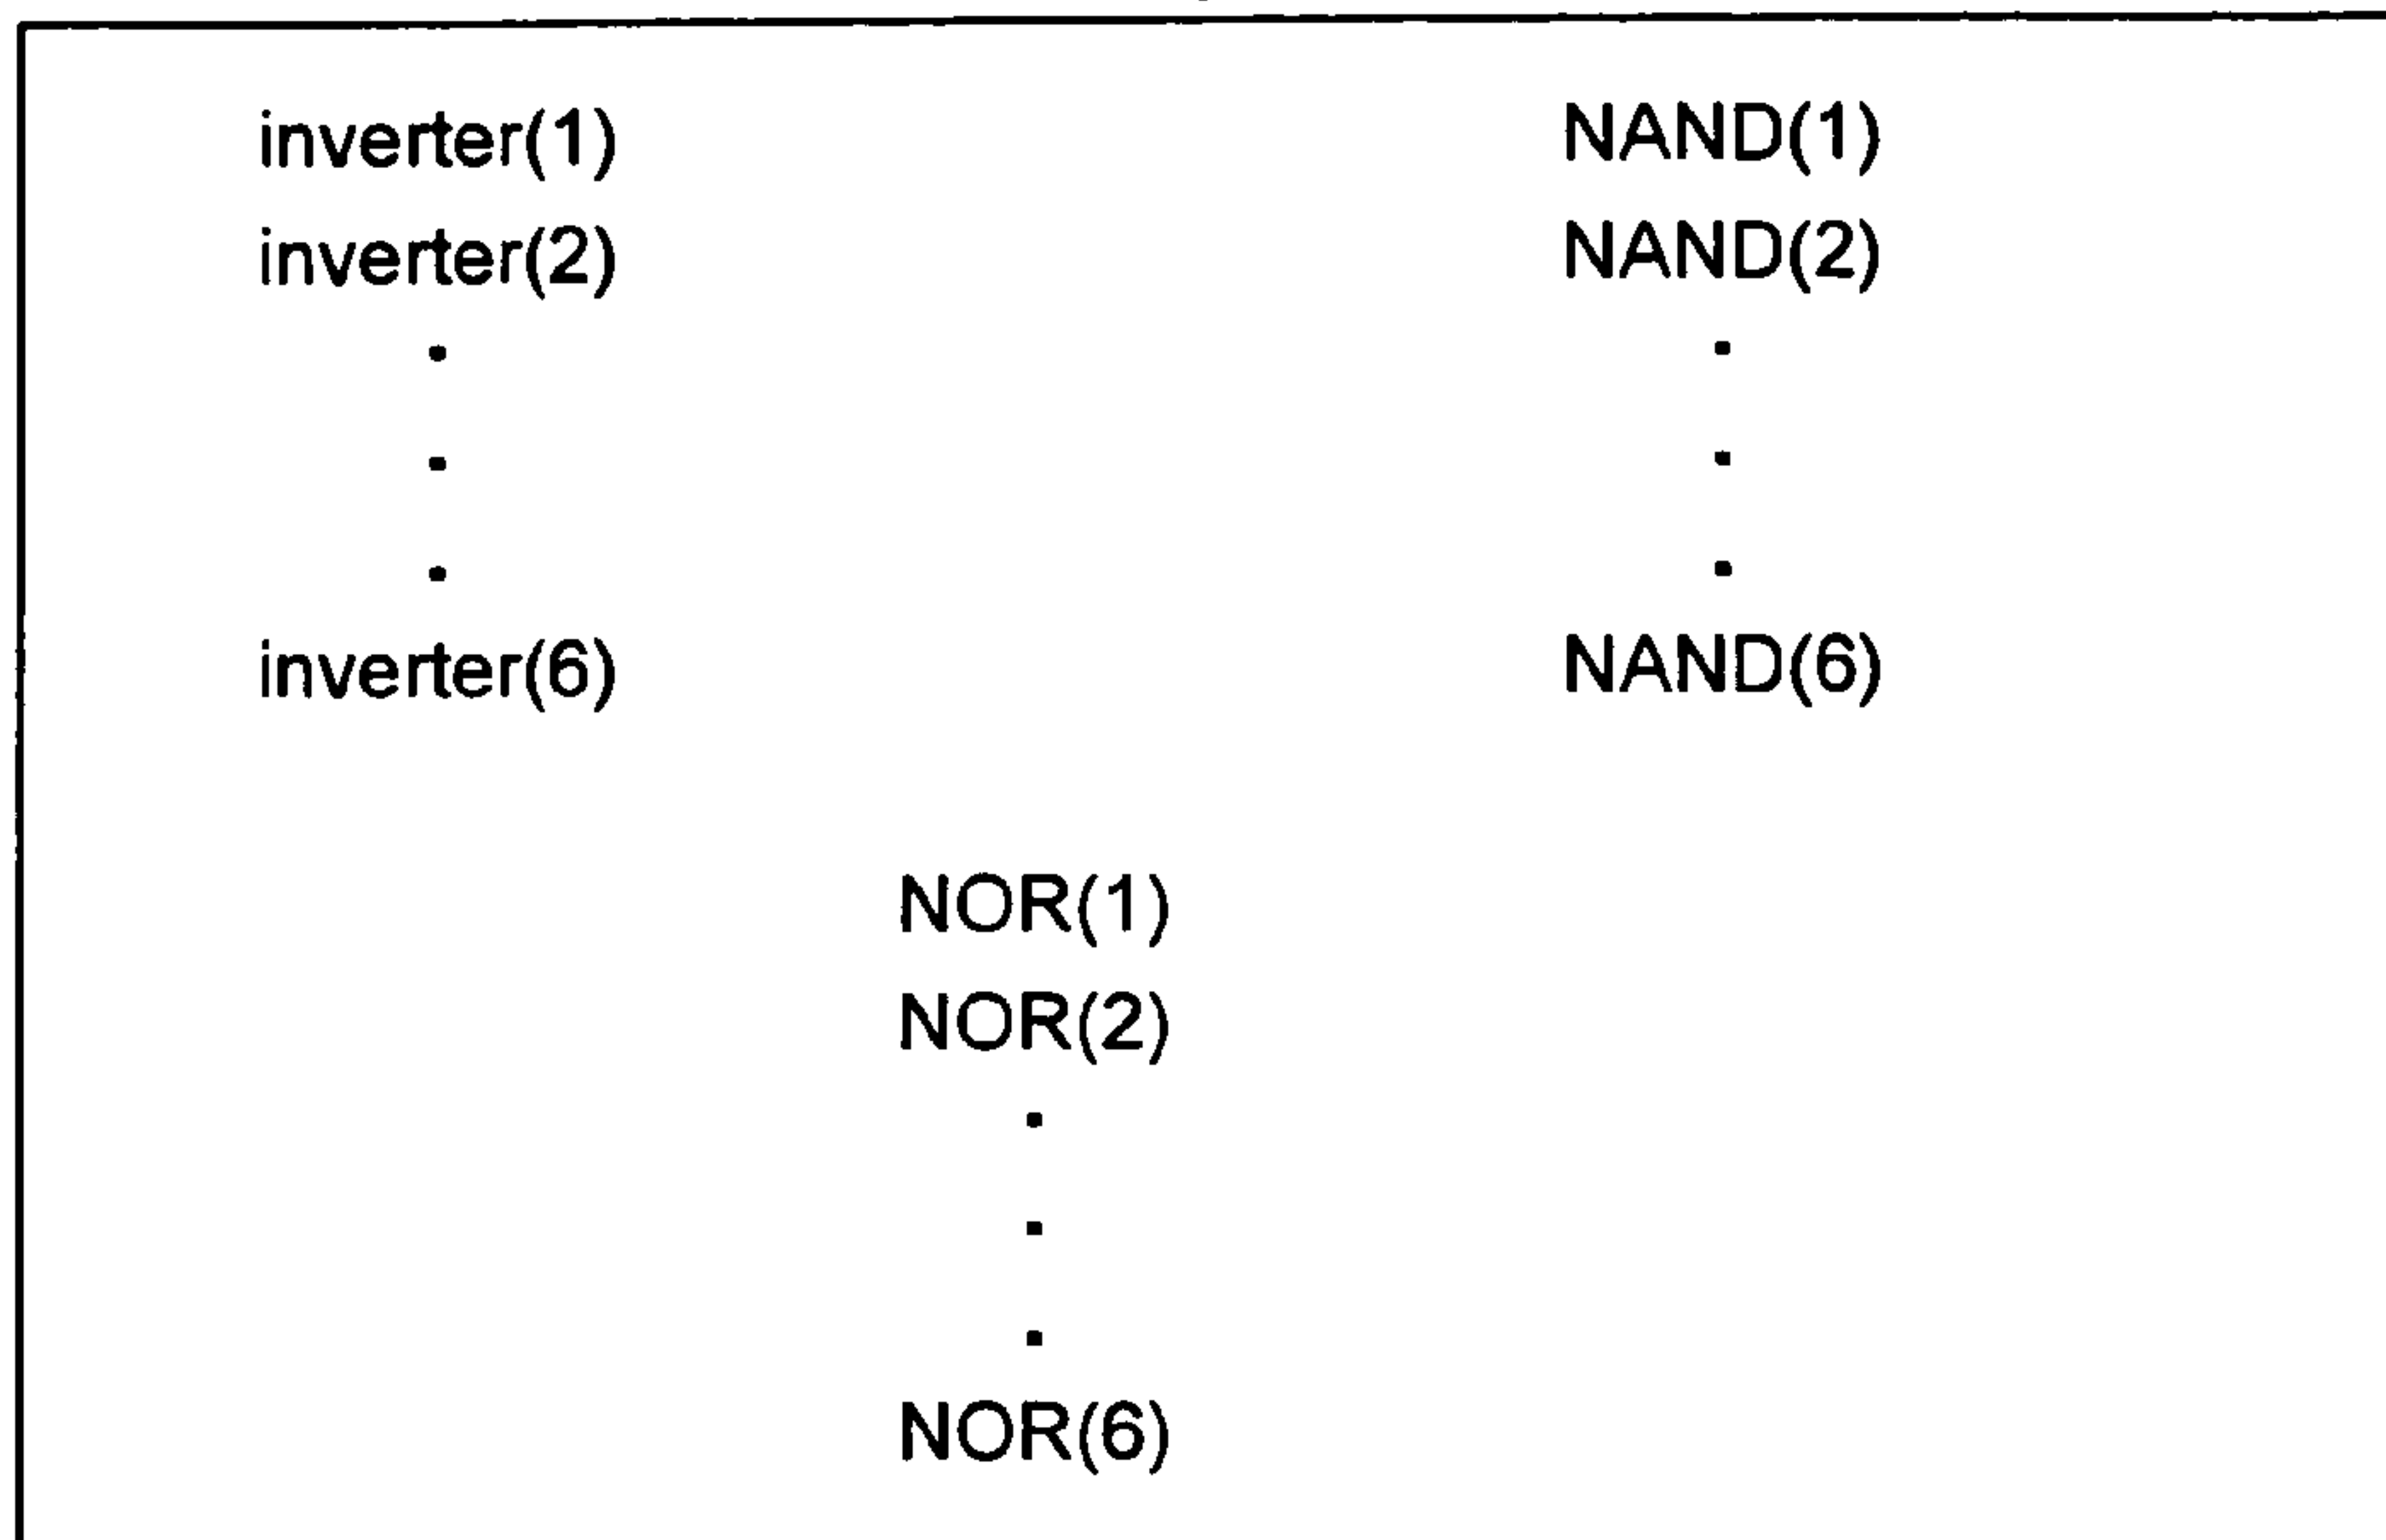 inverter(1)
inverter(2)
.
.
.
inverter(6)
NAND(1)
NAND(2)
.
.
.
NAND(6)
NOR(1)
NOR(2)
.
.
.
NOR(6)